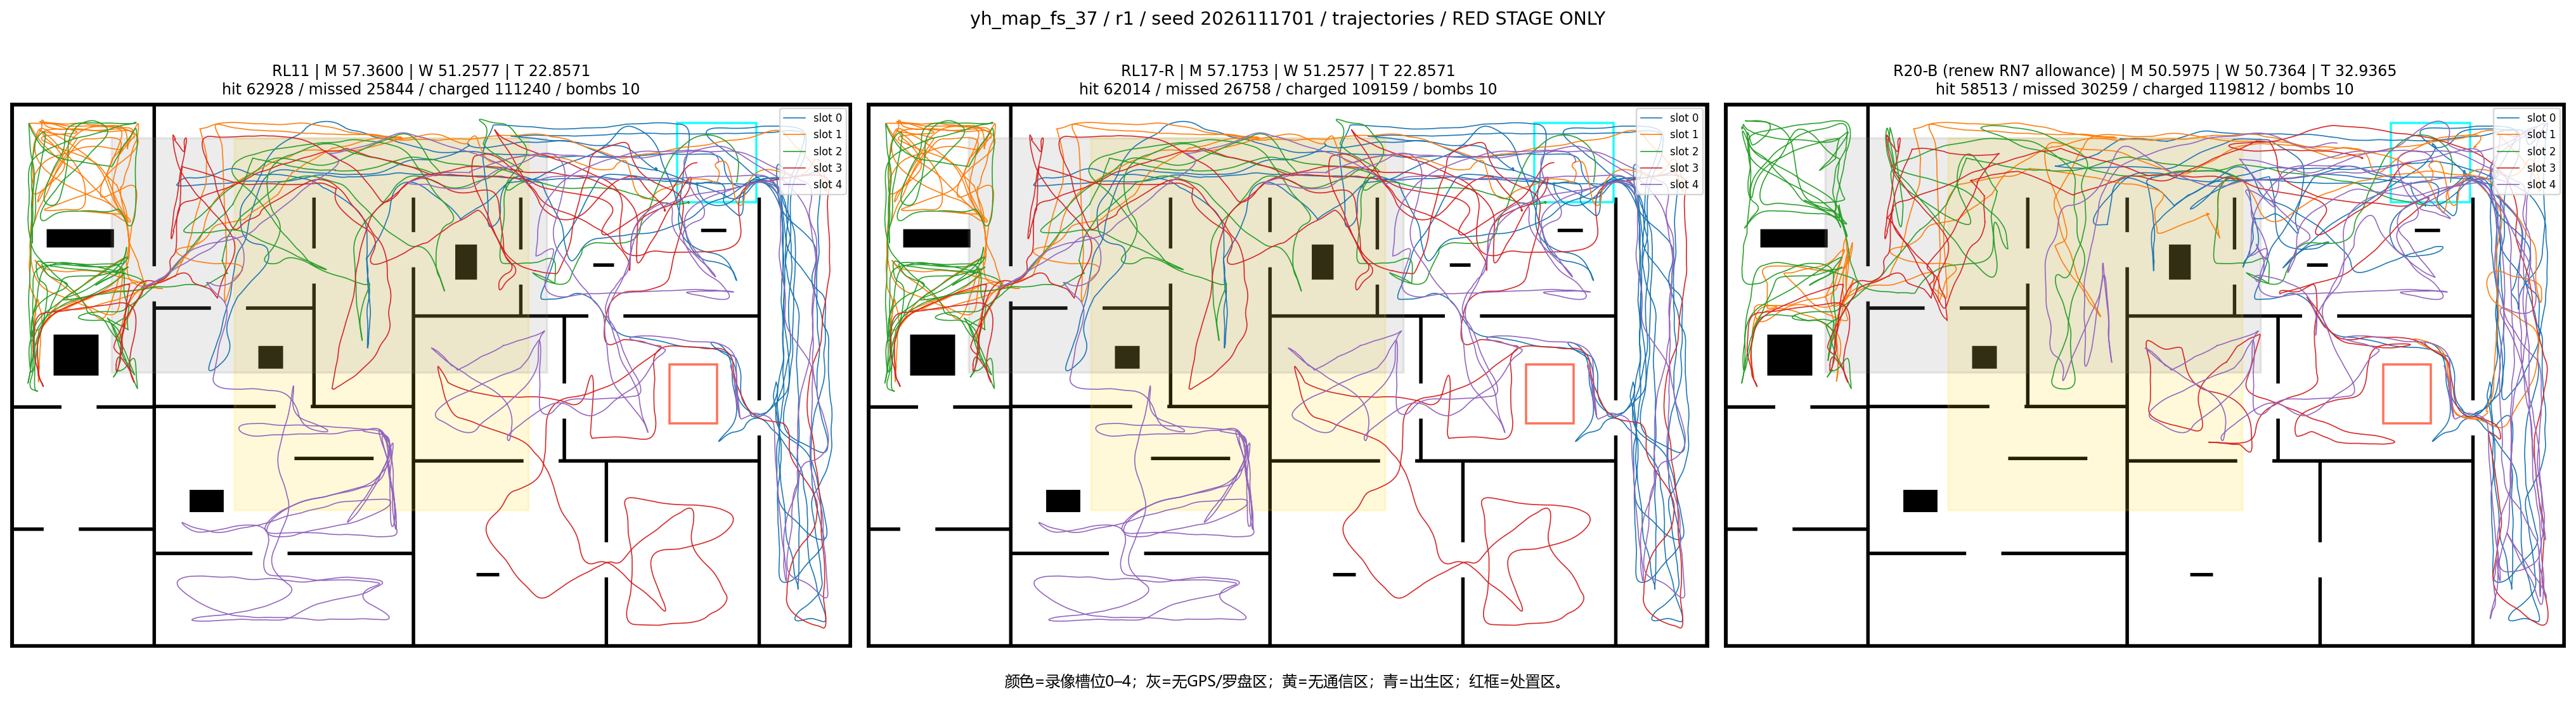 yh_map_fs_37 / r1 / seed 2026111701 / trajectories / RED STAGE ONLY
RL11 | M 57.3600 | W 51.2577 | T 22.8571
hit 62928 / missed 25844 / charged 111240 / bombs 10
slot 0
slot 1
slot 2
slot 3
slot 4
RL17-R | M 57.1753 | W 51.2577 | T 22.8571
hit 62014 / missed 26758 / charged 109159 / bombs 10
slot 0
slot 1
slot 2
slot 3
slot 4
R20-B (renew RN7 allowance) | M 50.5975 | W 50.7364 | T 32.9365
hit 58513 / missed 30259 / charged 119812 / bombs 10
slot 0
slot 1
slot 2
slot 3
slot 4
颜色=录像槽位0—4；灰=无GPS/罗盘区；黄=无通信区；青=出生区；红框=处置区。